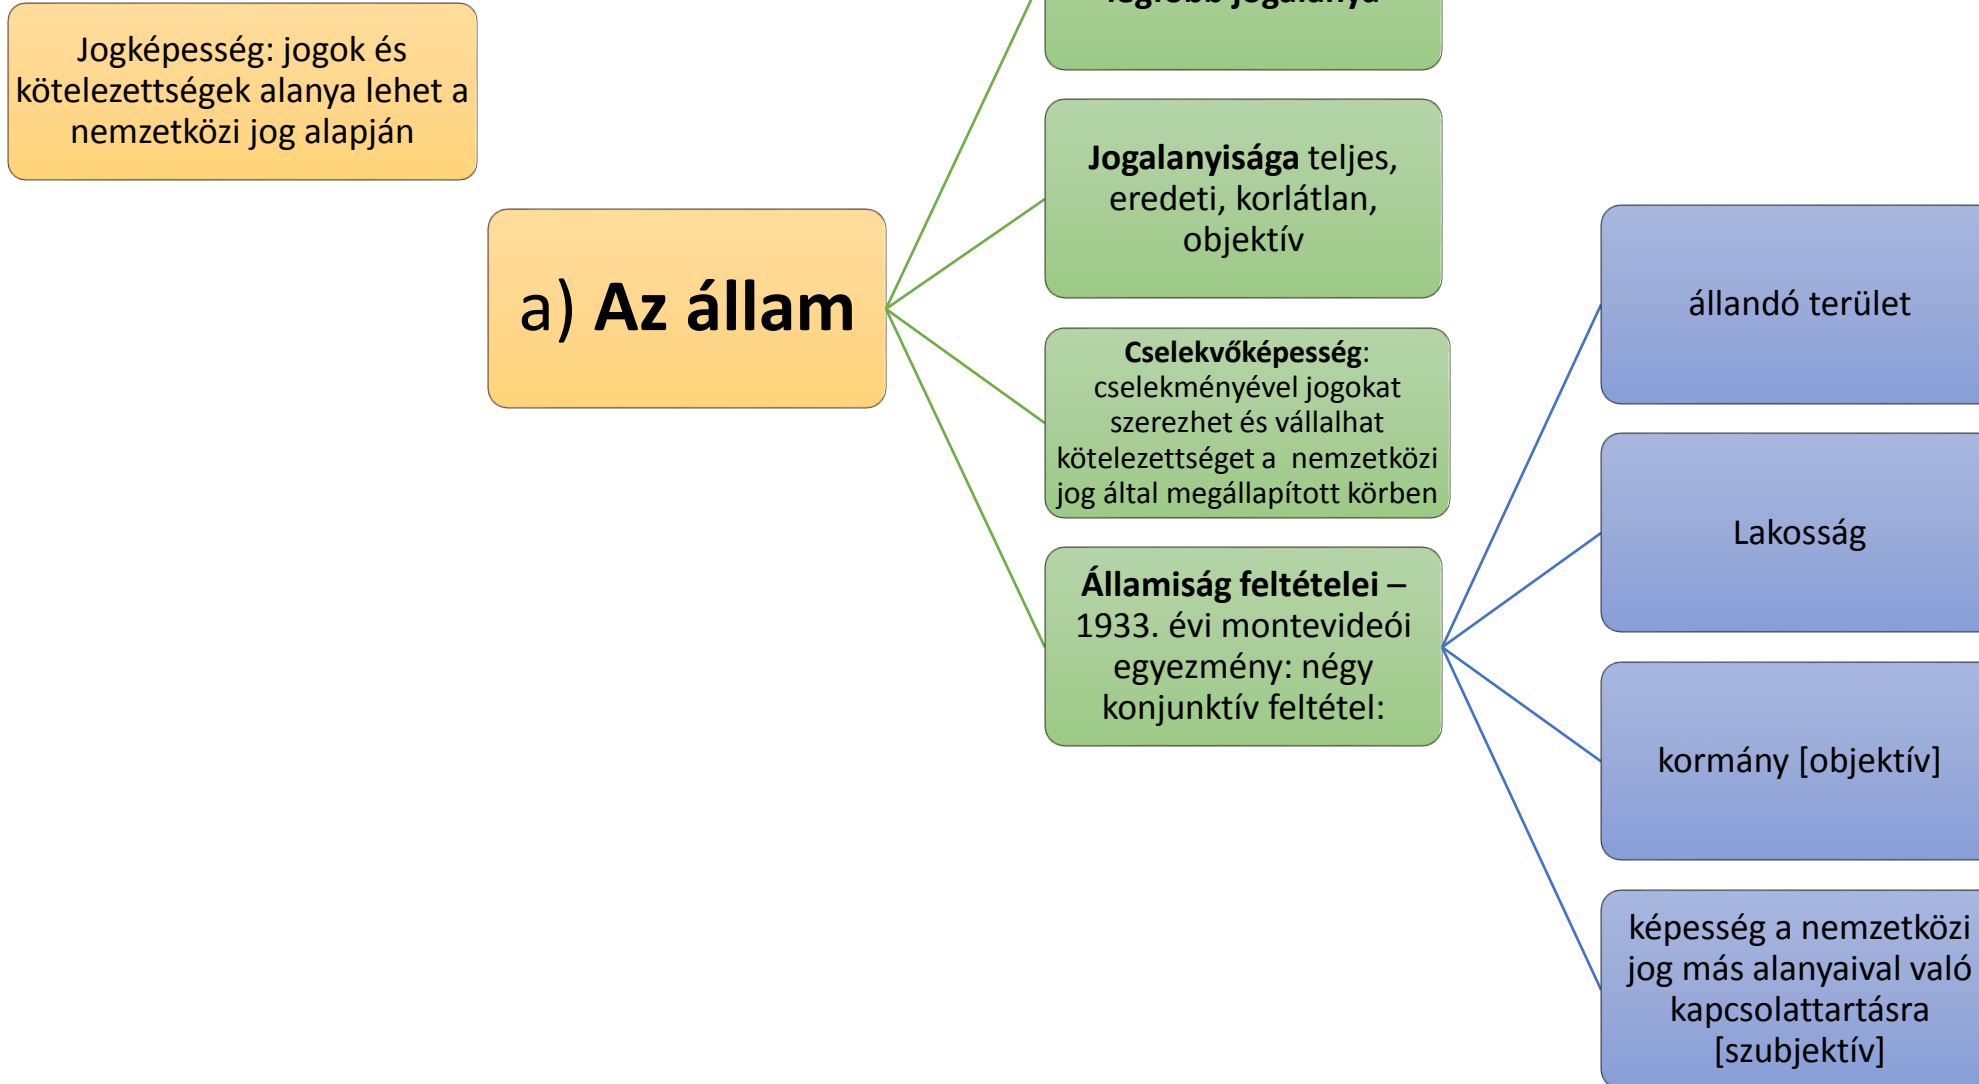 Jogképesség: jogok és
kötelezettségek alanya lehet a
nemzetközi jog alapján
a) Az állam
legfőbb jogalanya
Jogalanyisága teljes,
eredeti, korlátlan,
objektív
Cselekvőképesség:
cselekményével jogokat
szerezhet és vállalhat
kötelezettséget a nemzetközi
jog által megállapított körben
Államiság feltételei –
1933. évi montevideói
egyezmény: négy
konjunktív feltétel:
állandó terület
Lakosság
kormány [objektív]
képesség a nemzetközi
jog más alanyaival való
kapcsolattartásra
[szubjektív]